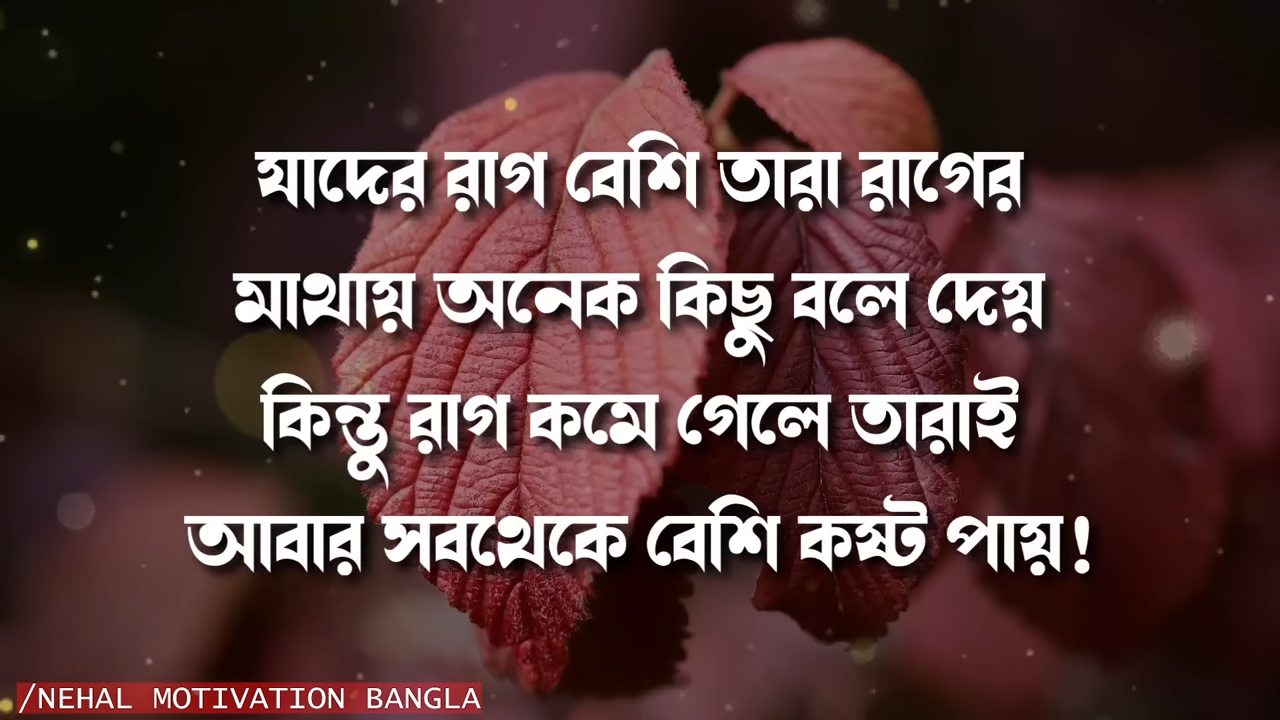 যাদের রাগ বেশি তারা রাগের
মাথায় অনেক কিছু বলে দেয়
কিন্তু রাগ কমে গেলে তারাই
আবার সবথেকে বেশি কষ্ট পায়!
/NEHAL MOTIVATION BANGLA